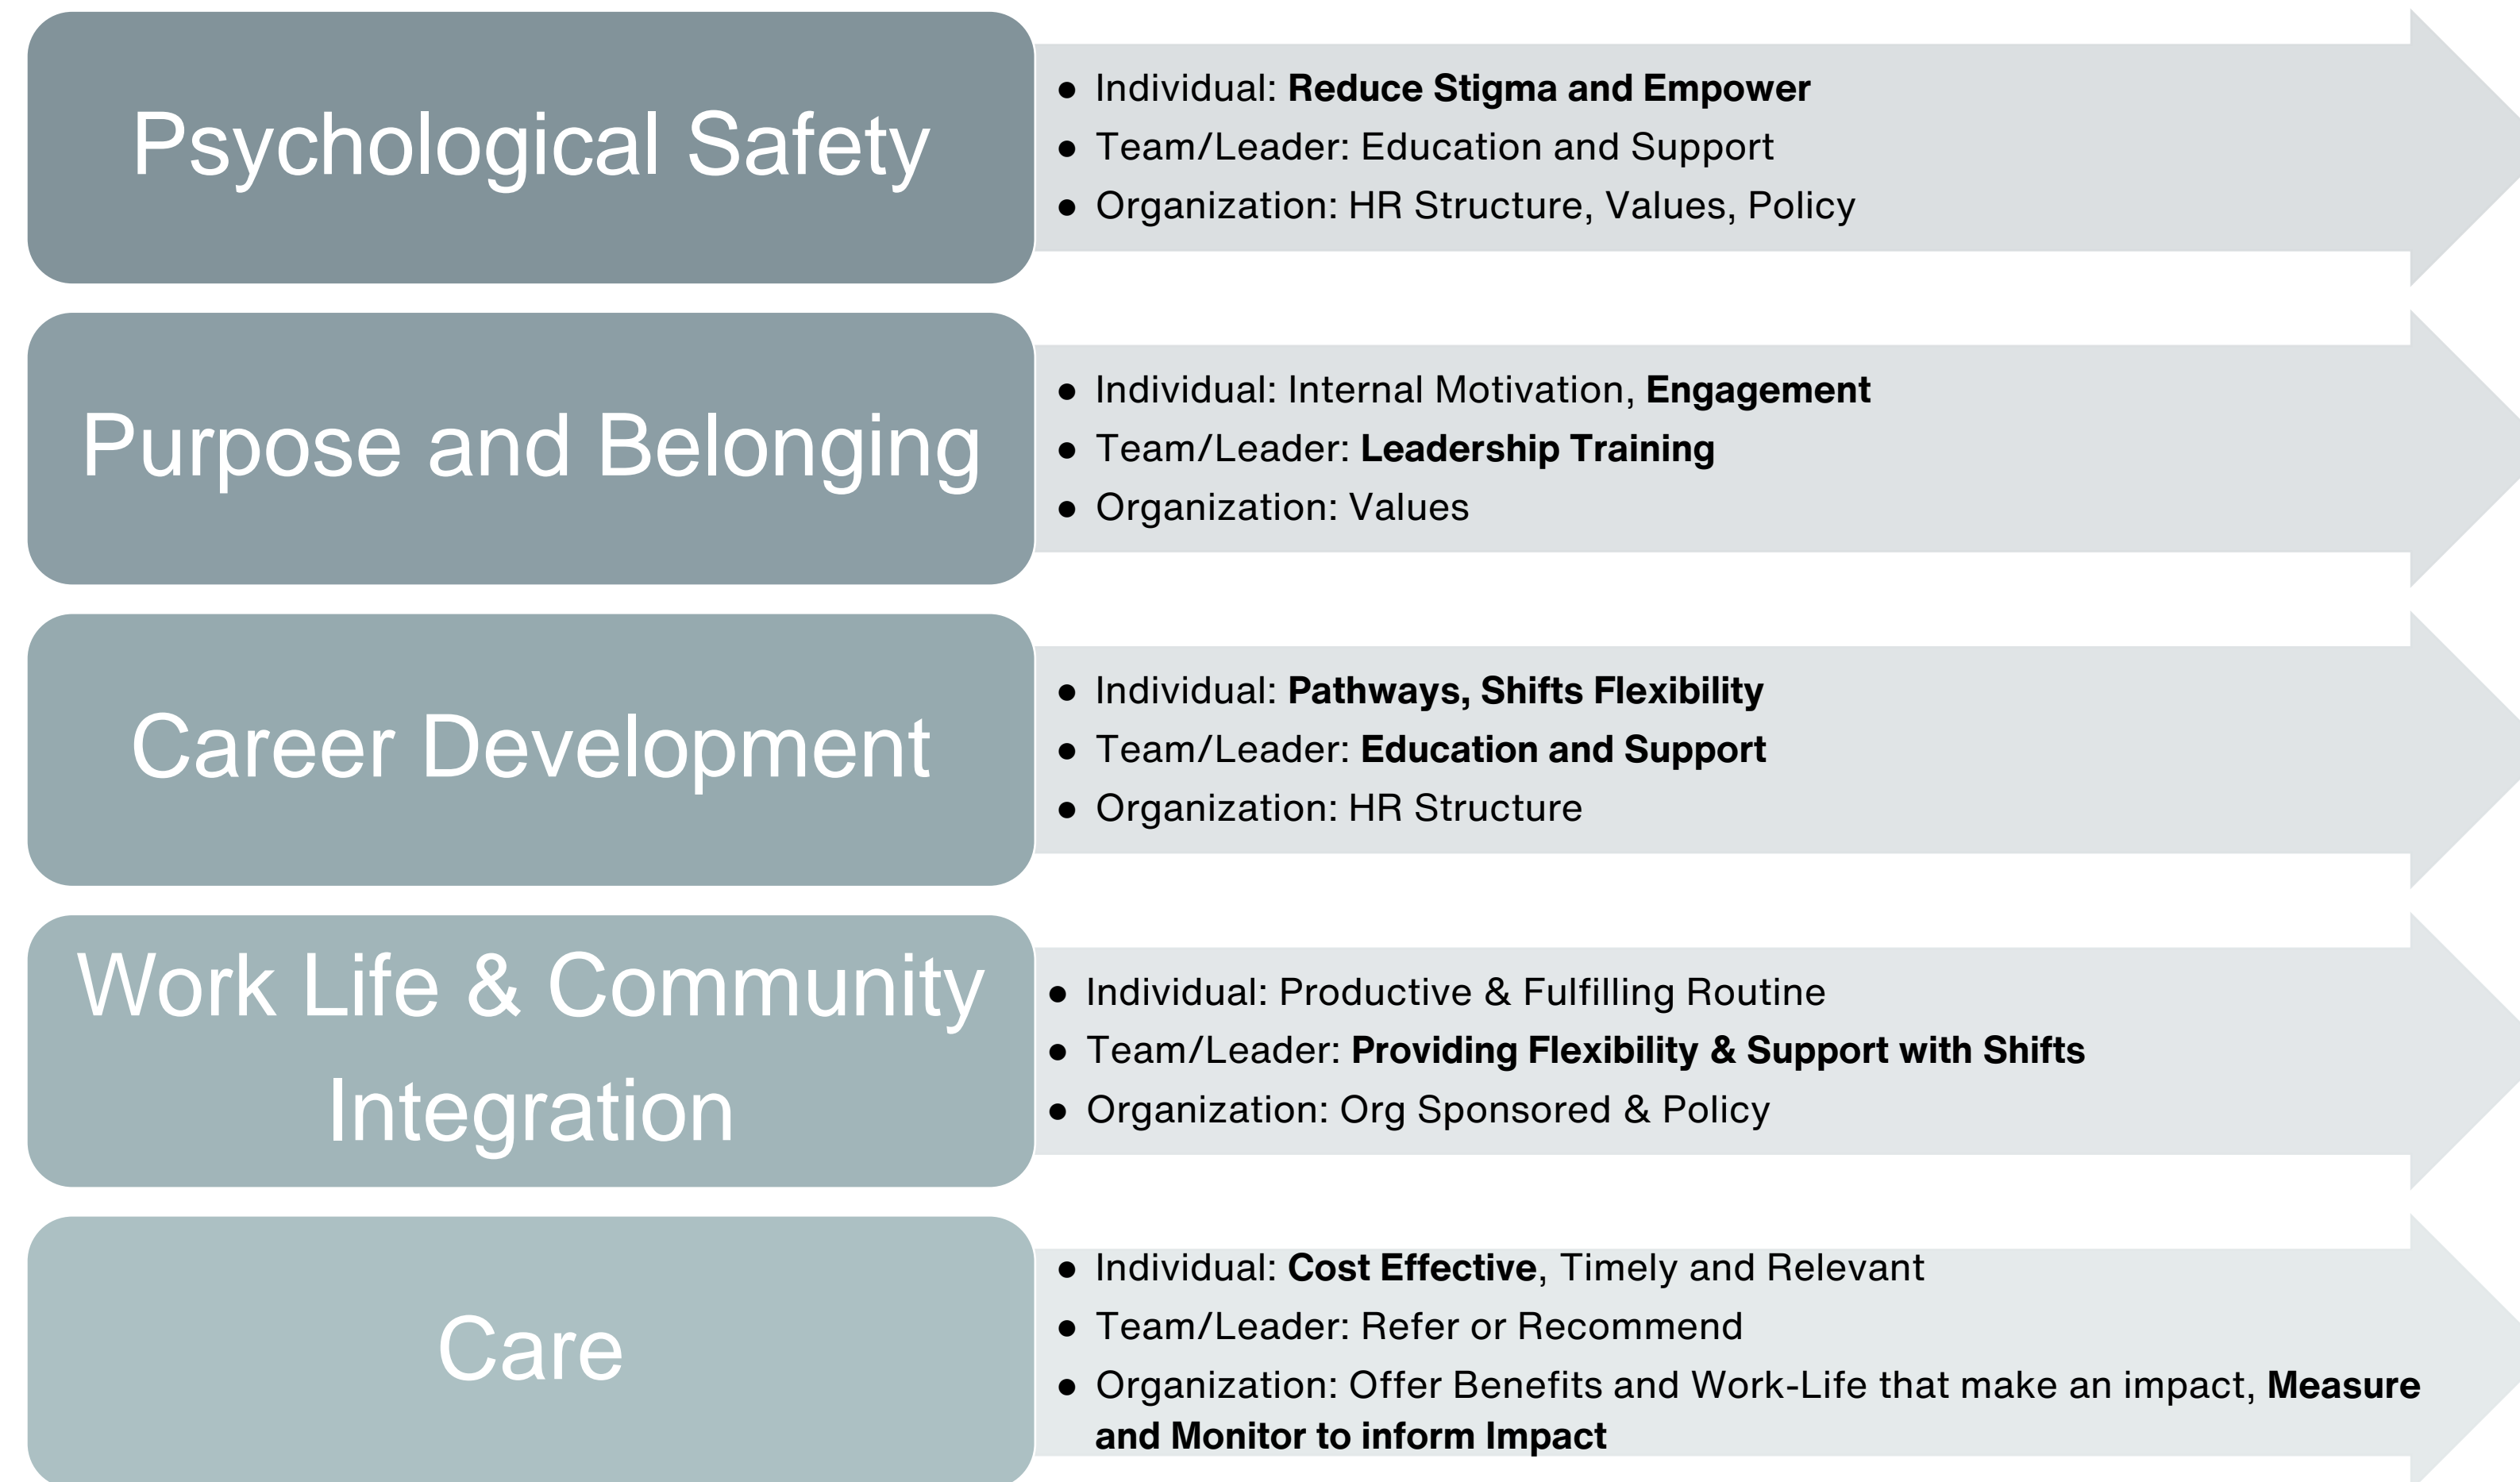 Psychological Safety
● Individual: Reduce Stigma and Empower
● Team/Leader: Education and Support
● Organization: HR Structure, Values, Policy
Purpose and Belonging
● Individual: Internal Motivation, Engagement
● Team/Leader: Leadership Training
● Organization: Values
Career Development
● Individual: Pathways, Shifts Flexibility
● Team/Leader: Education and Support
● Organization: HR Structure
Work Life & Community
Integration
● Individual: Productive & Fulfilling Routine
● Team/Leader: Providing Flexibility & Support with Shifts
● Organization: Org Sponsored & Policy
Care
● Individual: Cost Effective, Timely and Relevant
● Team/Leader: Refer or Recommend
● Organization: Offer Benefits and Work-Life that make an impact, Measure
and Monitor to inform Impact